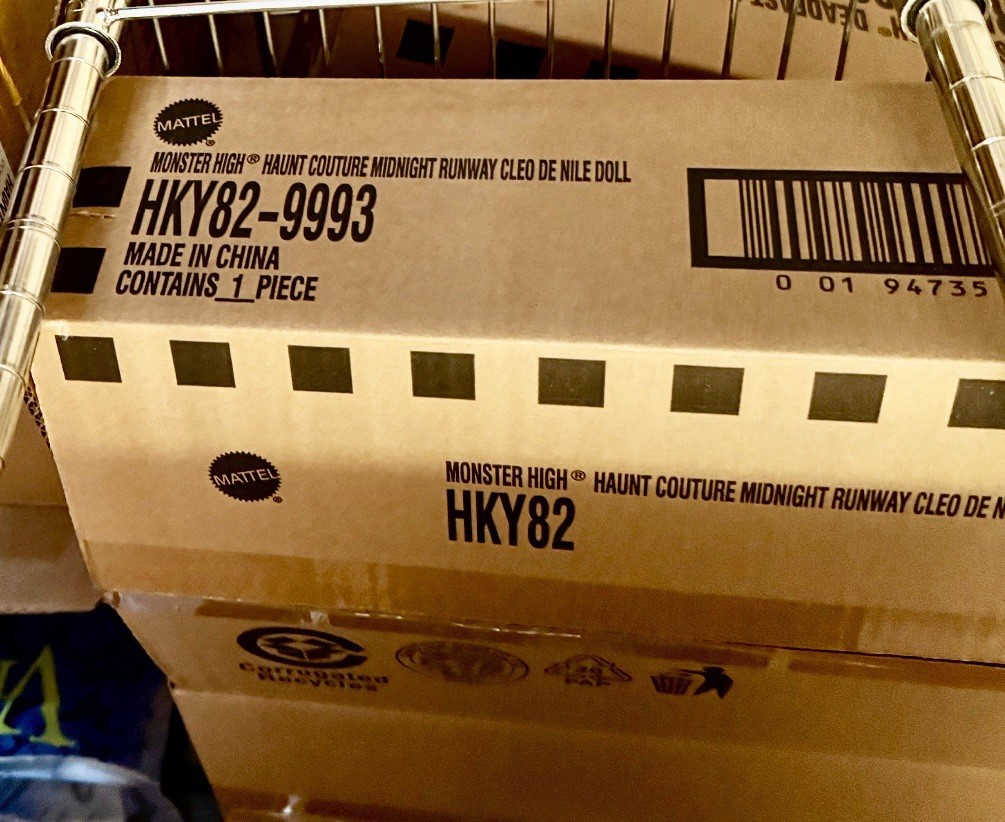 MATTEL
MONSTER HIGH® HAUNT COUTURE MIDNIGHT RUNWAY CLEO DE NILE DOLL
HKY82-9993
MADE IN CHINA
CONTAINS 1 PIECE
0 01 94735
MATTEL
MONSTER HIGH® HAUNT COUTURE MIDNIGHT RUNWAY CLEO DE N
HKY82
Corrugated
Recycles
PAP